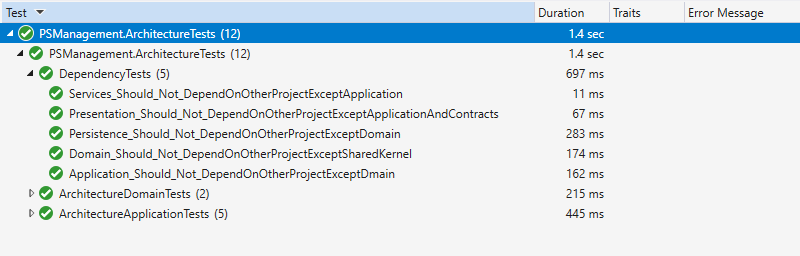 Test Duration Traits Error Message
PSManagement.ArchitectureTests (12) 1.4 sec
PSManagement.ArchitectureTests (12) 1.4 sec
DependencyTests (5) 697 ms
Services_Should_Not_DependOnOtherProjectExceptApplication 11 ms
Presentation_Should_Not_DependOnOtherProjectExceptApplicationAndContracts 67 ms
Persistence_Should_Not_DependOnOtherProjectExceptDomain 283 ms
Domain_Should_Not_DependOnOtherProjectExceptSharedKernel 174 ms
Application_Should_Not_DependOnOtherProjectExceptDmain 162 ms
ArchitectureDomainTests (2) 215 ms
ArchitectureApplicationTests (5) 445 ms